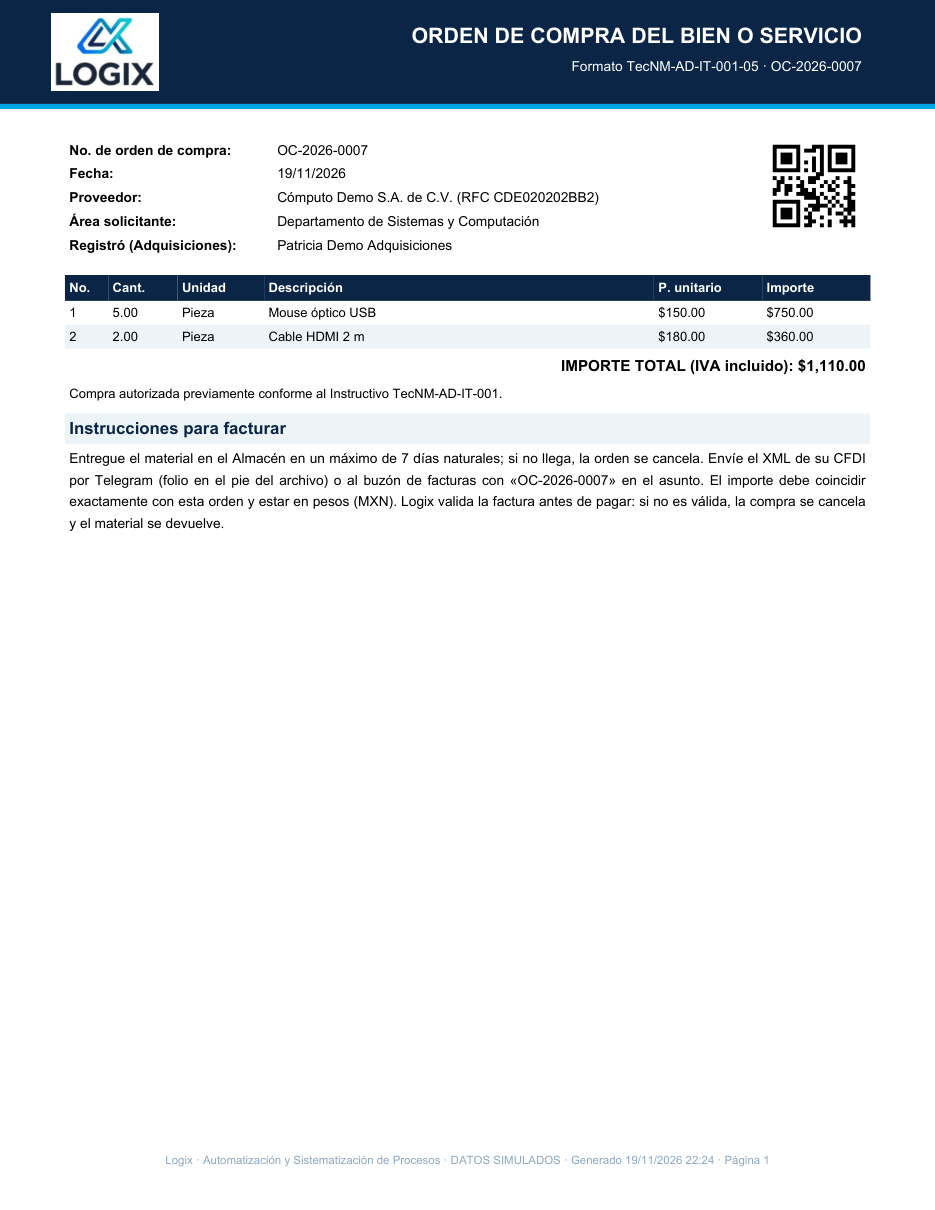 LOGIX
ORDEN DE COMPRA DEL BIEN O SERVICIO
Formato TecNM-AD-IT-001-05 · OC-2026-0007
No. de orden de compra: OC-2026-0007
Fecha: 19/11/2026
Proveedor: Cómputo Demo S.A. de C.V. (RFC CDE020202BB2)
Área solicitante: Departamento de Sistemas y Computación
Registró (Adquisiciones): Patricia Demo Adquisiciones
No. Cant. Unidad Descripción P. unitario Importe
1 5.00 Pieza Mouse óptico USB $150.00 $750.00
2 2.00 Pieza Cable HDMI 2 m $180.00 $360.00
IMPORTE TOTAL (IVA incluido): $1,110.00
Compra autorizada previamente conforme al Instructivo TecNM-AD-IT-001.
Instrucciones para facturar
Entregue el material en el Almacén en un máximo de 7 días naturales; si no llega, la orden se cancela. Envíe el XML de su CFDI
por Telegram (folio en el pie del archivo) o al buzón de facturas con «OC-2026-0007» en el asunto. El importe debe coincidir
exactamente con esta orden y estar en pesos (MXN). Logix valida la factura antes de pagar: si no es válida, la compra se cancela
y el material se devuelve.
Logix · Automatización y Sistematización de Procesos · DATOS SIMULADOS · Generado 19/11/2026 22:24 · Página 1